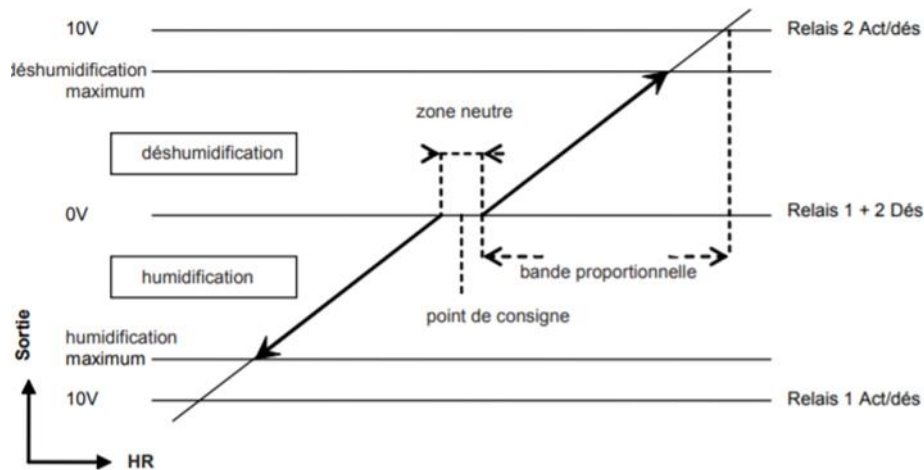 10V
Relais 2 Act/dés
déshumidification
maximum
zone neutre
déshumidification
0V
Relais 1 + 2 Dés
humidification
bande proportionnelle
point de consigne
humidification
maximum
10V
Relais 1 Act/dés
Sortie
HR